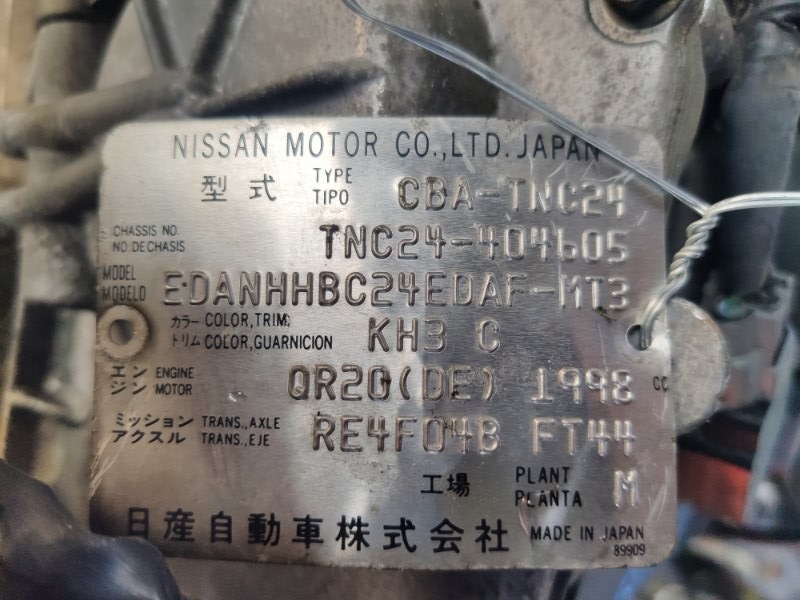 NISSAN MOTOR CO.,LTD. JAPAN
型式 TYPE TIPO CBA-TNC24
CHASSIS NO. NO. DE CHASIS TNC24-404605
MODEL MODELO EDANHHBC24EDAF-MT3
カラー COLOR,TRIM,
トリム COLOR,GUARNICION KH3 C
エンジン ENGINE MOTOR QR20(DE) 1998 CC
ミッション TRANS.,AXLE
アクスル TRANS.,EJE RE4F04B FT44
工場 PLANT PLANTA M
日産自動車株式会社 MADE IN JAPAN
89909